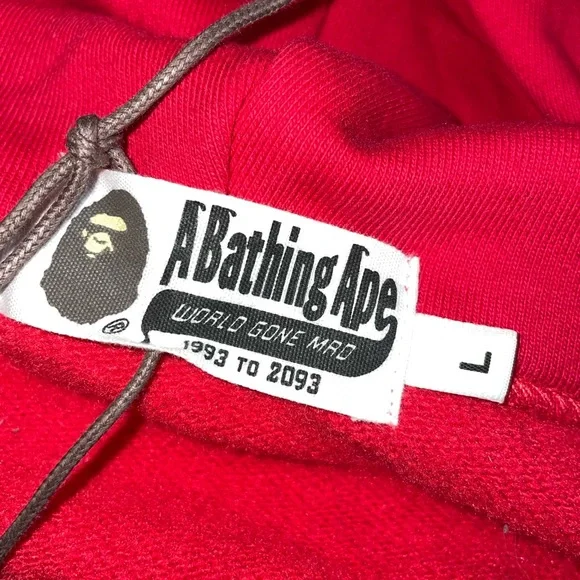 A Bathing Ape
WORLD GONE MAD
1993 TO 2093
L